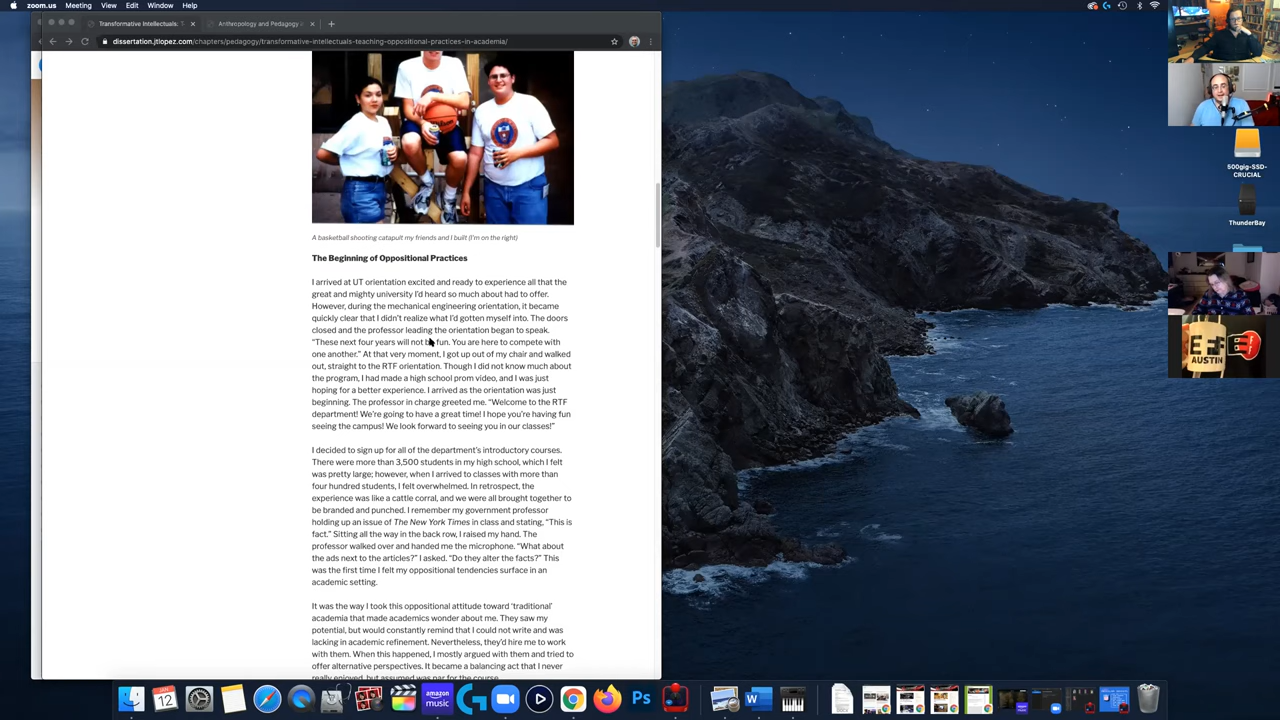 zoom.us Meeting View Edit Window Help
Transformative Intellectuals: T
Anthropology and Pedagogy
dissertation.jtlopez.com/chapters/pedagogy/transformative-intellectuals-teaching-oppositional-practices-in-academia/
A basketball shooting catapult my friends and I built (I'm on the right)
The Beginning of Oppositional Practices
I arrived at UT orientation excited and ready to experience all that the
great and mighty university I'd heard so much about had to offer.
However, during the mechanical engineering orientation, it became
quickly clear that I didn't realize what I'd gotten myself into. The doors
closed and the professor leading the orientation began to speak.
"These next four years will not be fun. You are here to compete with
one another." At that very moment, I got up out of my chair and walked
out, straight to the RTF orientation. Though I did not know much about
the program, I had made a high school prom video, and I was just
hoping for a better experience. I arrived as the orientation was just
beginning. The professor in charge greeted me. "Welcome to the RTF
department! We're going to have a great time! I hope you're having fun
seeing the campus! We look forward to seeing you in our classes!"
I decided to sign up for all of the department's introductory courses.
There were more than 3,500 students in my high school, which I felt
was pretty large; however, when I arrived to classes with more than
four hundred students, I felt overwhelmed. In retrospect, the
experience was like a cattle corral, and we were all brought together to
be branded and punched. I remember my government professor
holding up an issue of The New York Times in class and stating, "This is
fact." Sitting all the way in the back row, I raised my hand. The
professor walked over and handed me the microphone. "What about
the ads next to the articles?" I asked. "Do they alter the facts?" This
was the first time I felt my oppositional tendencies surface in an
academic setting.
It was the way I took this oppositional attitude toward 'traditional'
academia that made academics wonder about me. They saw my
potential, but would constantly remind that I could not write and was
lacking in academic refinement. Nevertheless, they'd hire me to work
with them. When this happened, I mostly argued with them and tried to
offer alternative perspectives. It became a balancing act that I never
really enjoyed, but assumed was par for the course.
500gig-SSD-
CRUCIAL
ThunderBay
EFF
AUSTIN
JAN
12
amazon
music
Ps
W